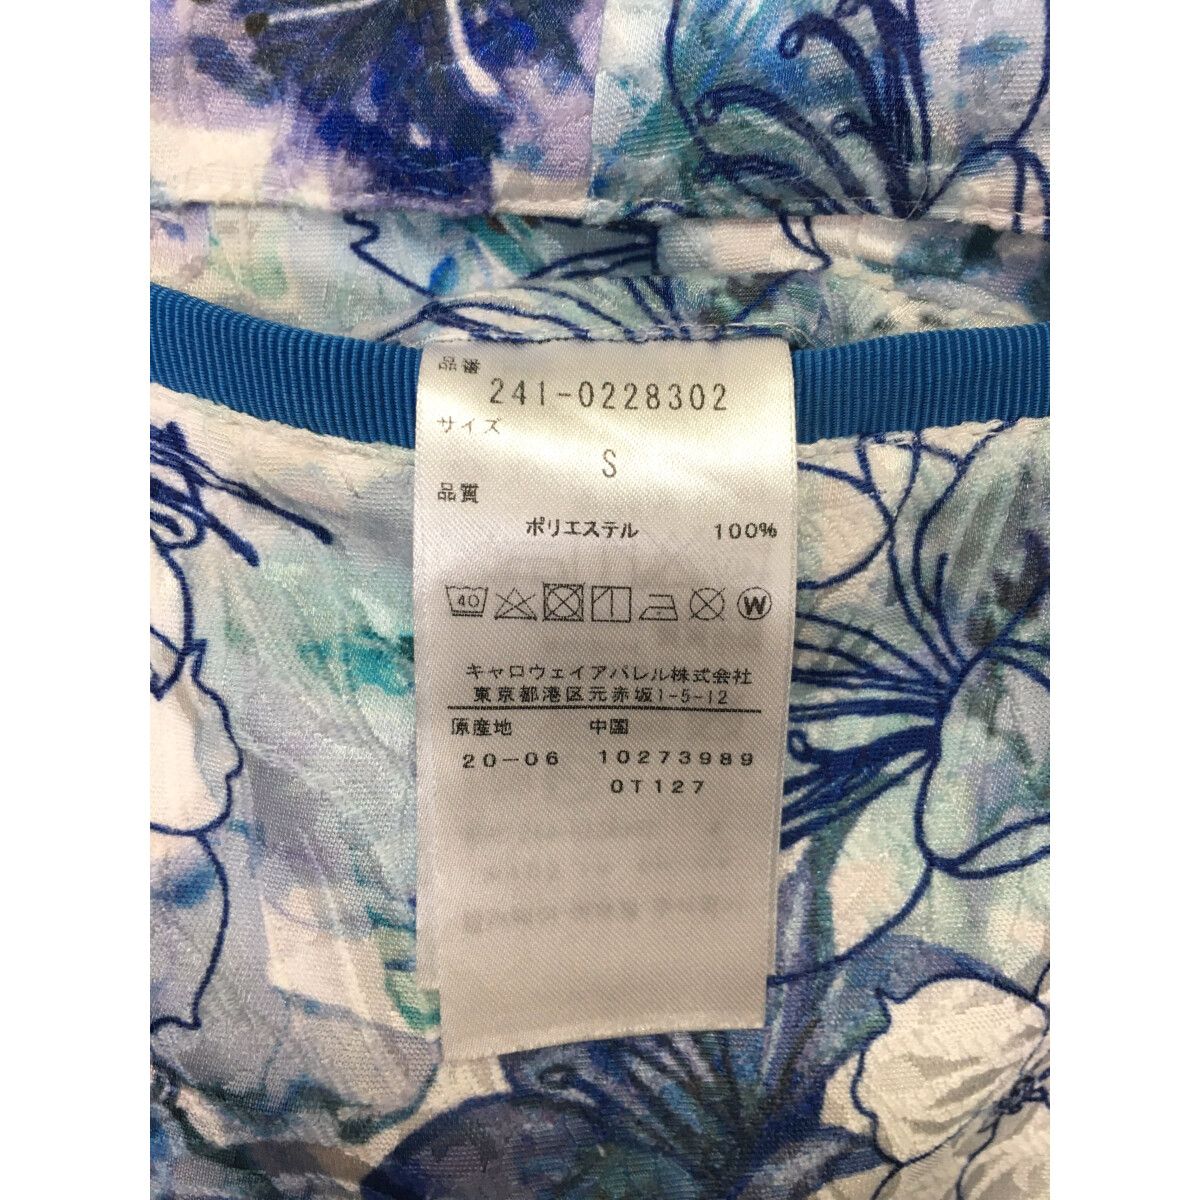 品番
241-0228302
サイズ
S
品質
ポリエステル 100%
40 W
キャロウェイアパレル株式会社
東京都港区元赤坂1-5-12
原産地 中国
20-06 10273989
0T127